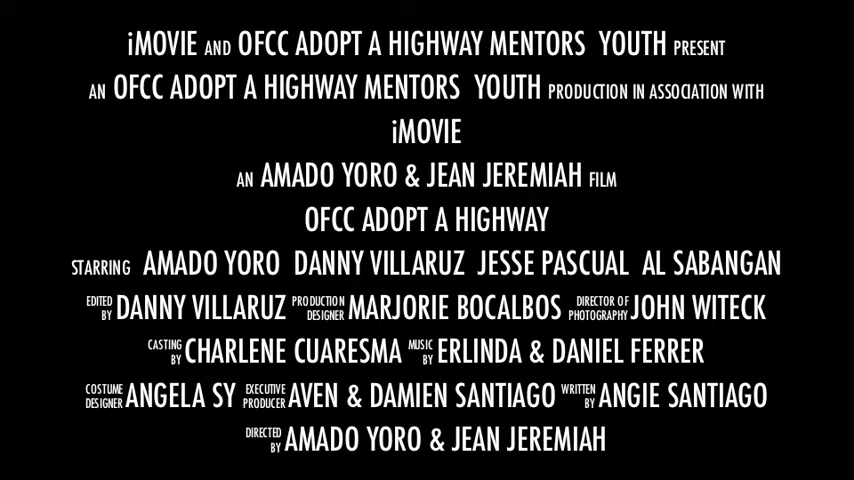 iMOVIE AND OFCC ADOPT A HIGHWAY MENTORS YOUTH PRESENT
AN OFCC ADOPT A HIGHWAY MENTORS YOUTH PRODUCTION IN ASSOCIATION WITH
iMOVIE
AN AMADO YORO & JEAN JEREMIAH FILM
OFCC ADOPT A HIGHWAY
STARRING AMADO YORO DANNY VILLARUZ JESSE PASCUAL AL SABANGAN
EDITED BY DANNY VILLARUZ PRODUCTION DESIGNER MARJORIE BOCALBOS DIRECTOR OF PHOTOGRAPHY JOHN WITECK
CASTING BY CHARLENE CUARESMA MUSIC BY ERLINDA & DANIEL FERRER
COSTUME DESIGNER ANGELA SY EXECUTIVE PRODUCER AVEN & DAMIEN SANTIAGO WRITTEN BY ANGIE SANTIAGO
DIRECTED BY AMADO YORO & JEAN JEREMIAH